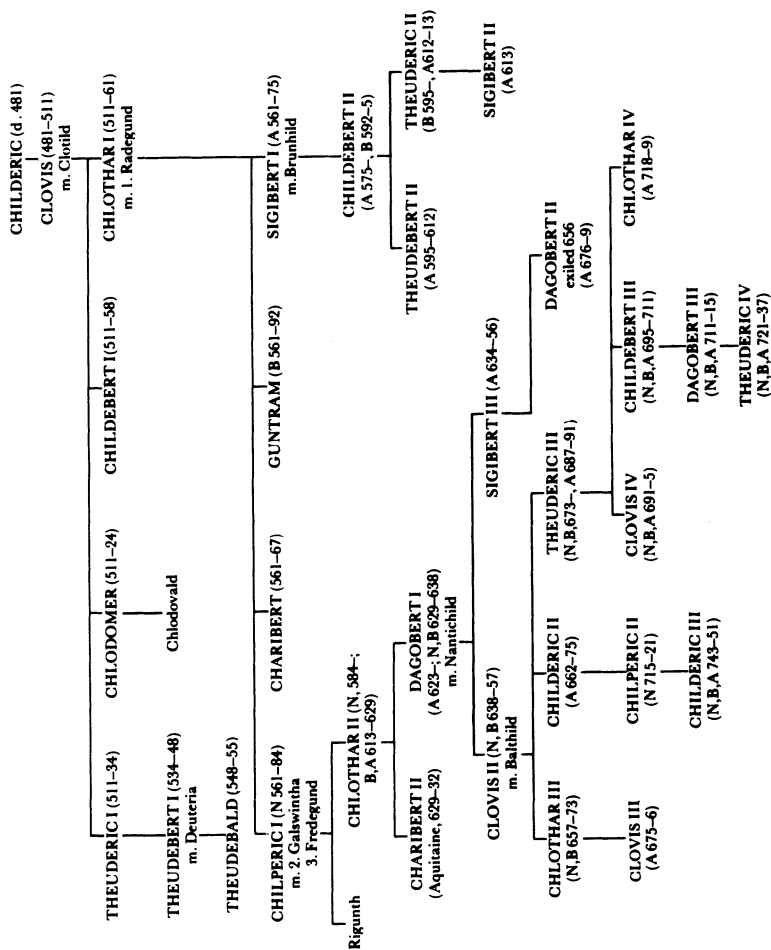 CHILDERIC (d. 481)
CLOVIS (481–511)
m. Clotild
THEUDERIC I (511–34)
CHLODOMER (511–24)
CHILDEBERT I(511–58)
CHLOTHAR I (511–61)
m. 1. Radegund
THEUDEBERT I (534–48)
m. Deuteria
Chlodovald
THEUDEBALD (548–55)
CHILPERIC I (N 561–84)
m. 2. Galswintha
3. Fredegund
CHARIBERT (561–67)
GUNTRAM (B 561–92)
SIGIBERT I (A 561–75)
m.Brunhild
Rigunth
CHLOTHAR II (N, 584–;
B,A 613–629)
CHILDEBERT II
(A 575–, B 592–5)
CHARIBERT II
(Aquitaine, 629–32)
DAGOBERT I
(A 623–; N,B 629–638)
m. Nantichild
THEUDEBERT II
(A 595–612)
THEUDERIC II
(B 595–, A612–13)
SIGIBERT II
(A 613)
CLOVIS II (N, B 638–57)
m. Balthild
SIGIBERT III (A 634–56)
CHLOTHAR III
(N,B 657–73)
CHILDERIC II
(A 662–75)
THEUDERIC III
(N,B,673–, A 687–91)
DAGOBERT II
exiled 656
(A 676–9)
CLOVIS III
(A 675–6)
CHILPERIC II
(N 715–21)
CLOVIS IV
(N,B,A 691–5)
CHILDEBERT III
(N,B,A 695–711)
CHLOTHAR IV
(A 718–9)
CHILDERIC III
(N,B,A 743–51)
DAGOBERT III
(N,B,A 711–15)
THEUDERIC IV
(N,B,A 721–37)